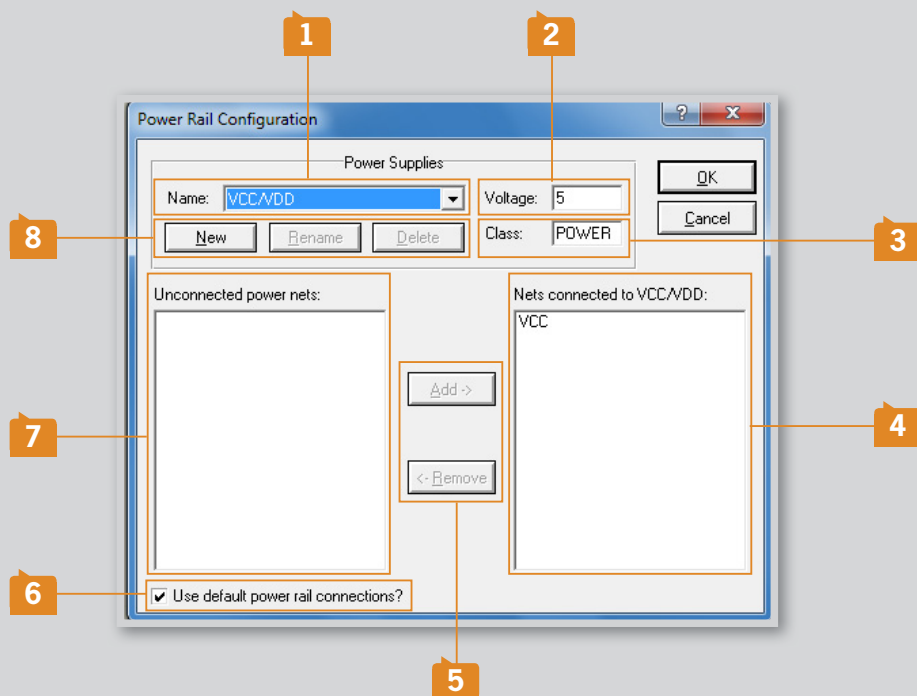 1
2
Power Rail Configuration
?
x
Power Supplies
Name: VCC/VDD
Voltage: 5
OK
8
New
Rename
Delete
Class: POWER
Cancel
3
Unconnected power nets:
Nets connected to VCC/VDD:
VCC
Add ->
7
4
<- Remove
6
Use default power rail connections?
5